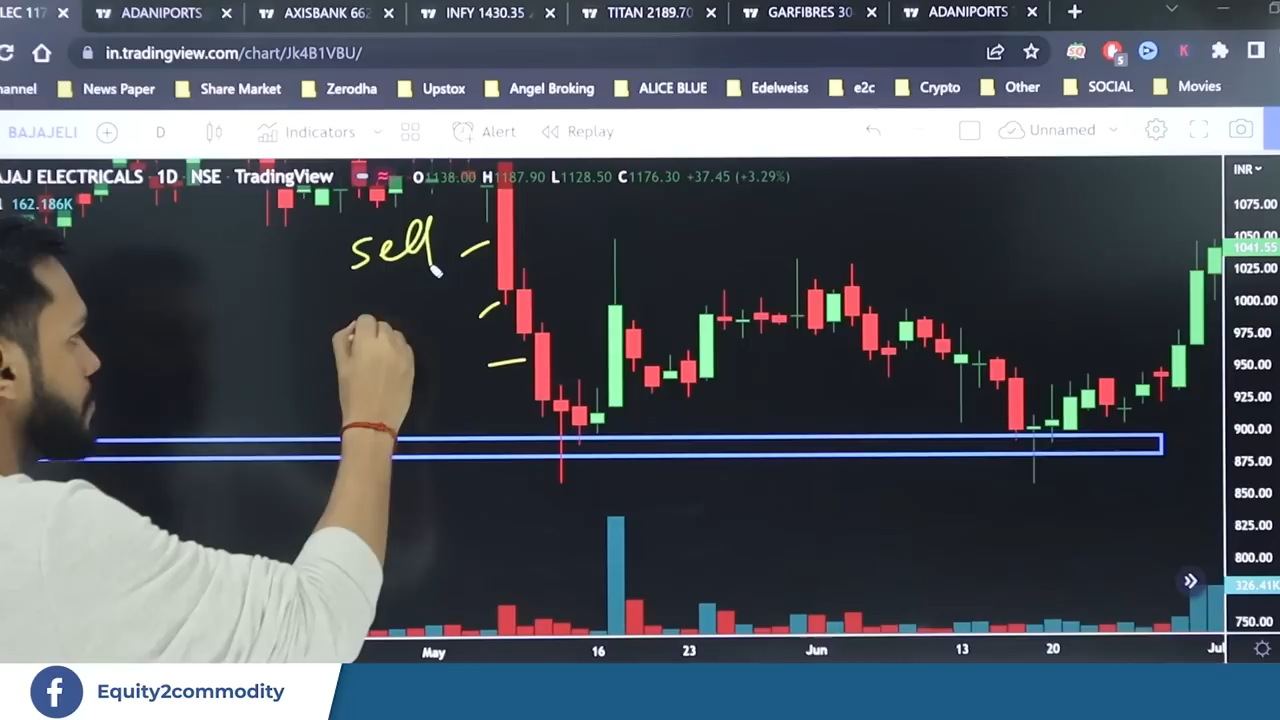 LEC 117 ADANIPORTS AXISBANK 662 INFY 1430.35 TITAN 2189.70 GARFIBRES 30 ADANIPORTS
in.tradingview.com/chart/Jk4B1VBU/
5 K
hannel News Paper Share Market Zerodha Upstox Angel Broking ALICE BLUE Edelweiss e2c Crypto Other SOCIAL Movies
BAJAJELI D Indicators Alert Replay Unnamed
AJAJ ELECTRICALS 1D NSE TradingView O1138.00 H1187.90 L1128.50 C1176.30 +37.45 (+3.29%) INR
162.186K
1075.00
sell
1050.00
1041.55
1025.00
1000.00
975.00
950.00
925.00
900.00
875.00
850.00
825.00
800.00
326.41K
750.00
May 16 23 Jun 13 20 Jul
f Equity2commodity